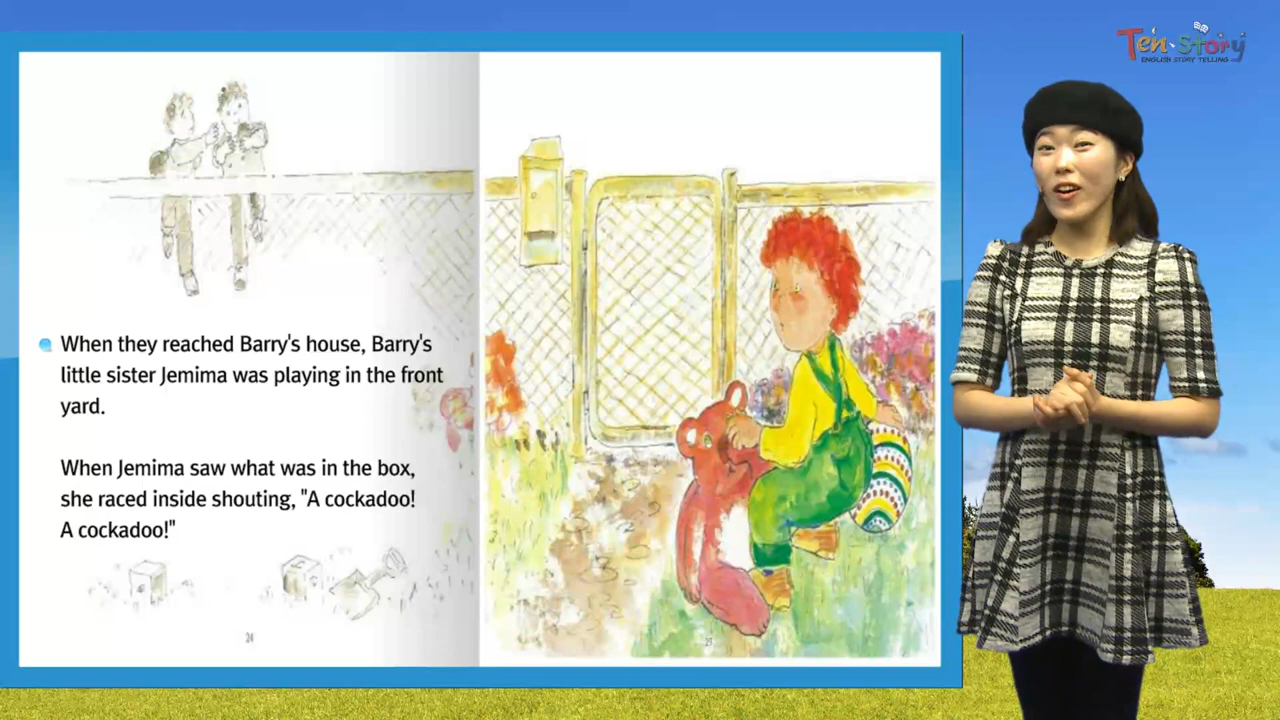 Ten·Story
ENGLISH STORY TELLING
When they reached Barry's house, Barry's
little sister Jemima was playing in the front
yard.
When Jemima saw what was in the box,
she raced inside shouting, "A cockadoo!
A cockadoo!"
24
25